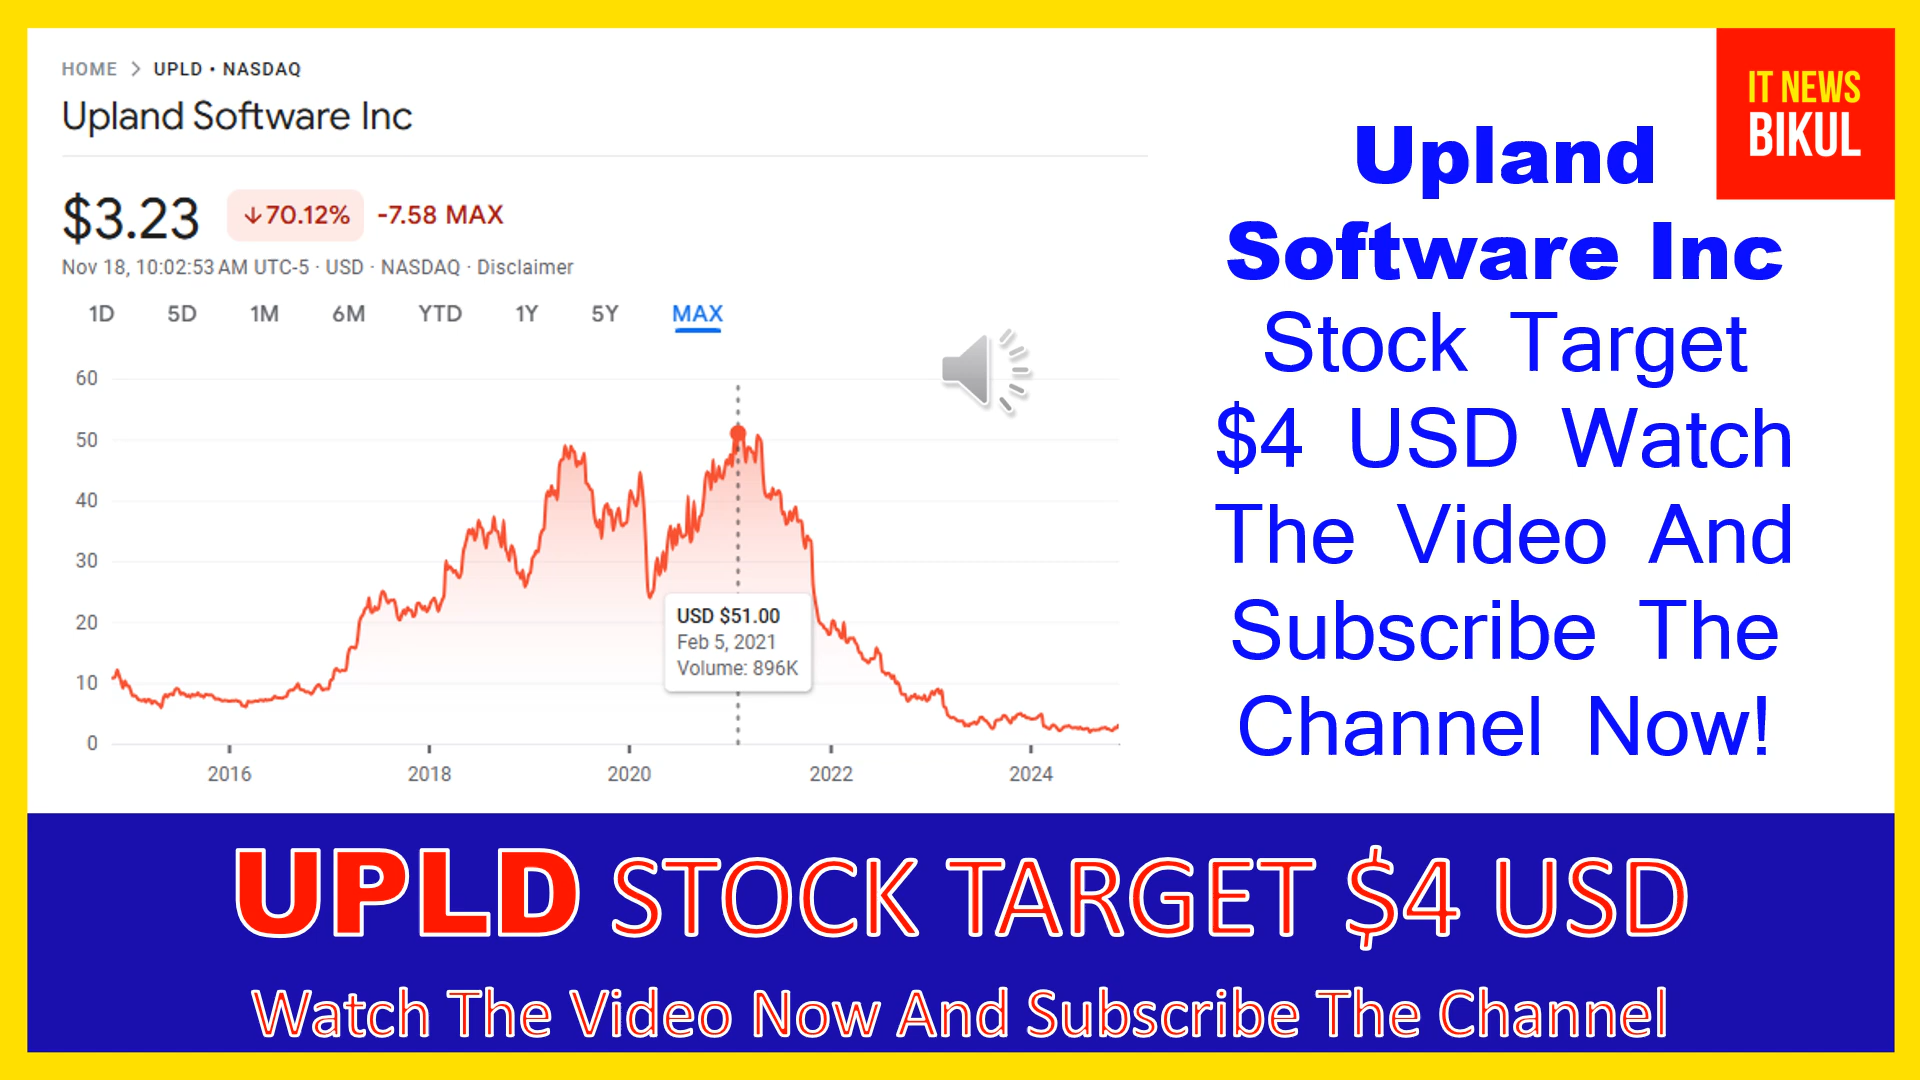 HOME > UPLD • NASDAQ
Upland Software Inc
$3.23 ↓70.12% -7.58 MAX
Nov 18, 10:02:53 AM UTC-5 · USD · NASDAQ · Disclaimer
1D 5D 1M 6M YTD 1Y 5Y MAX
60
50
40
30
20
10
0
USD $51.00
Feb 5, 2021
Volume: 896K
2016 2018 2020 2022 2024
IT NEWS
BIKUL
Upland
Software Inc
Stock Target
$4 USD Watch
The Video And
Subscribe The
Channel Now!
UPLD STOCK TARGET $4 USD
Watch The Video Now And Subscribe The Channel